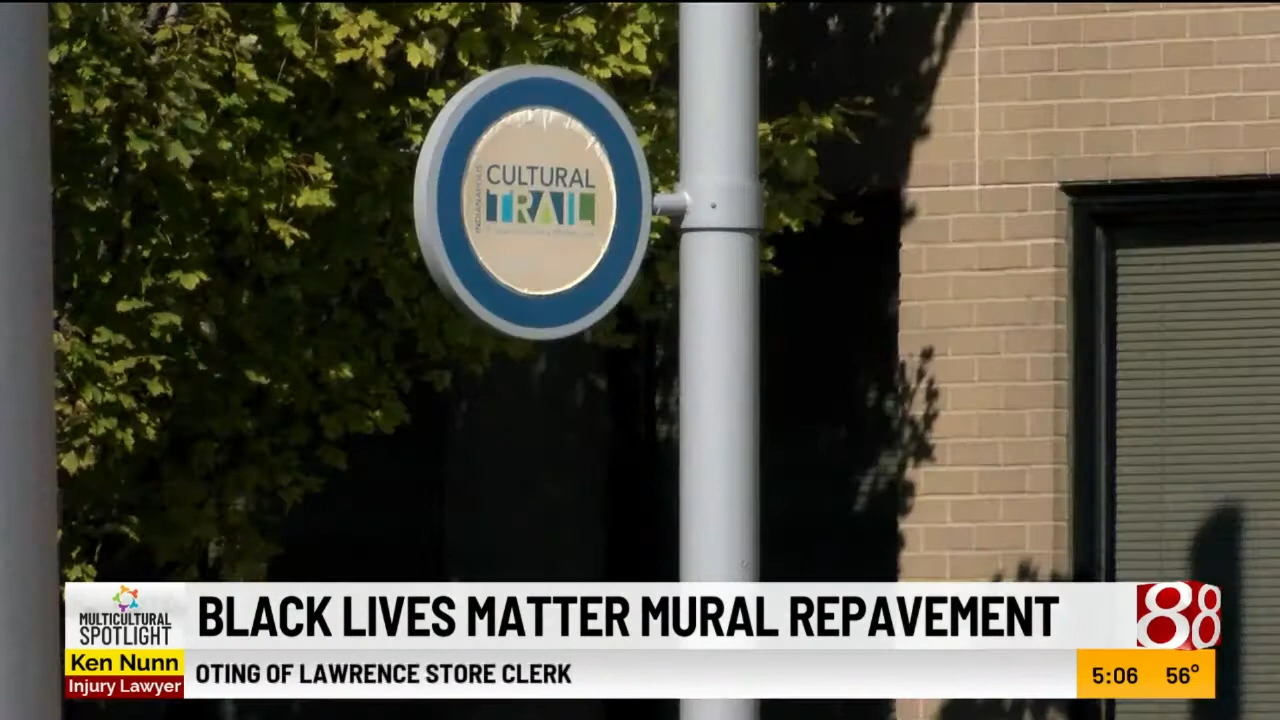 INDIANAPOLIS
CULTURAL
TRAIL
BLACK LIVES MATTER MURAL REPAVEMENT
MULTICULTURAL
SPOTLIGHT
Ken Nunn
Injury Lawyer
OTING OF LAWRENCE STORE CLERK
8
5:06 56°